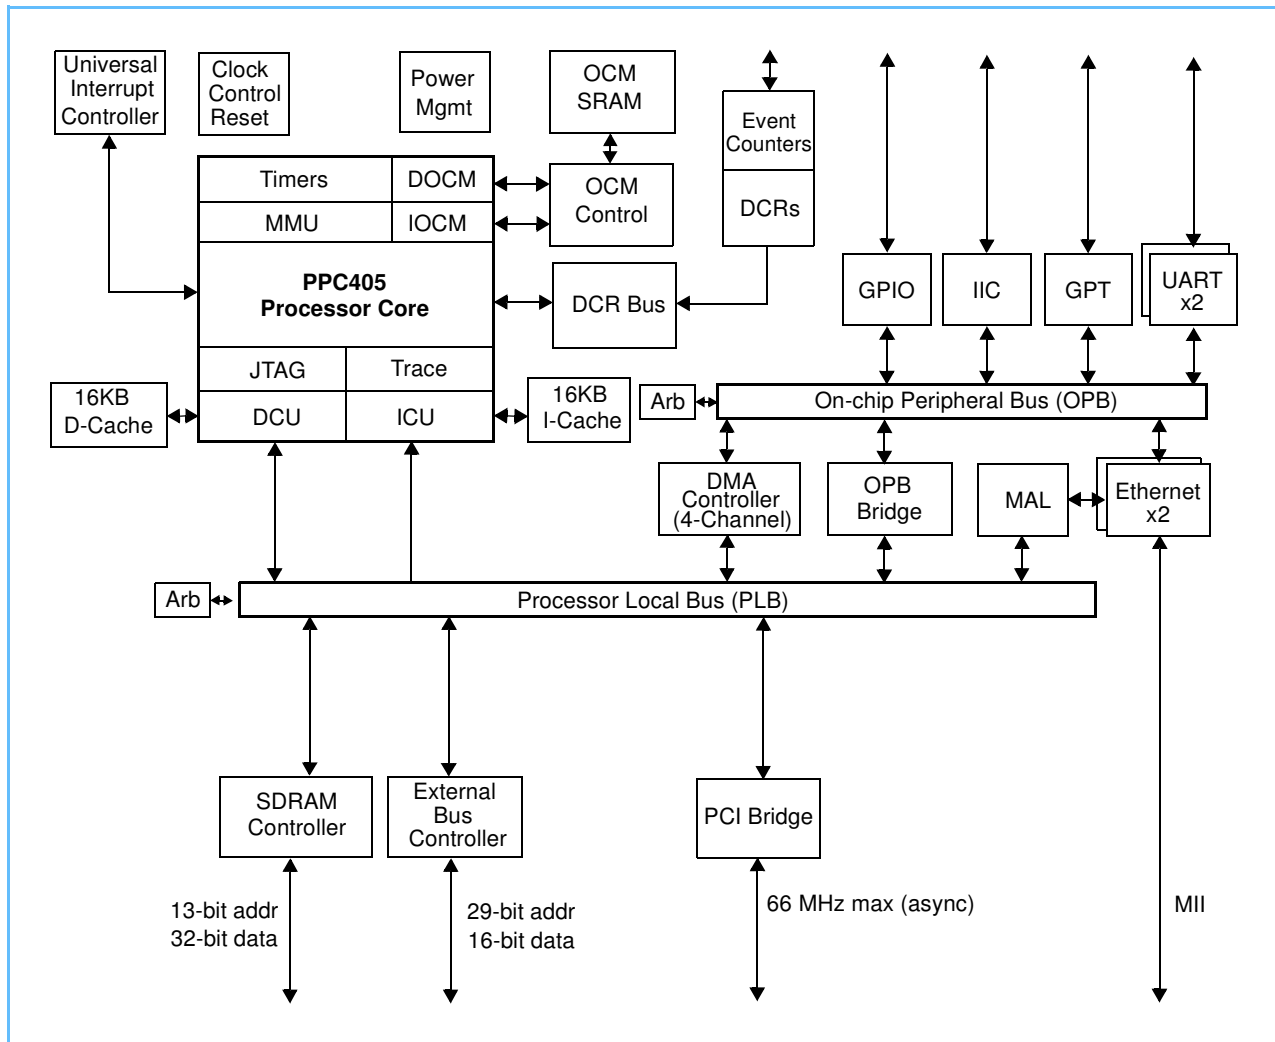 Universal
Interrupt
Controller
Clock
Control
Reset
Power
Mgmt
OCM
SRAM
Event
Counters
DCRs
Timers
DOCM
MMU
IOCM
OCM
Control
PPC405
Processor Core
DCR Bus
GPIO
IIC
GPT
UART
x2
JTAG
Trace
DCU
ICU
16KB
D-Cache
16KB
I-Cache
Arb
On-chip Peripheral Bus (OPB)
DMA
Controller
(4-Channel)
OPB
Bridge
MAL
Ethernet
x2
Arb
Processor Local Bus (PLB)
SDRAM
Controller
External
Bus
Controller
PCI Bridge
13-bit addr
32-bit data
29-bit addr
16-bit data
66 MHz max (async)
MII